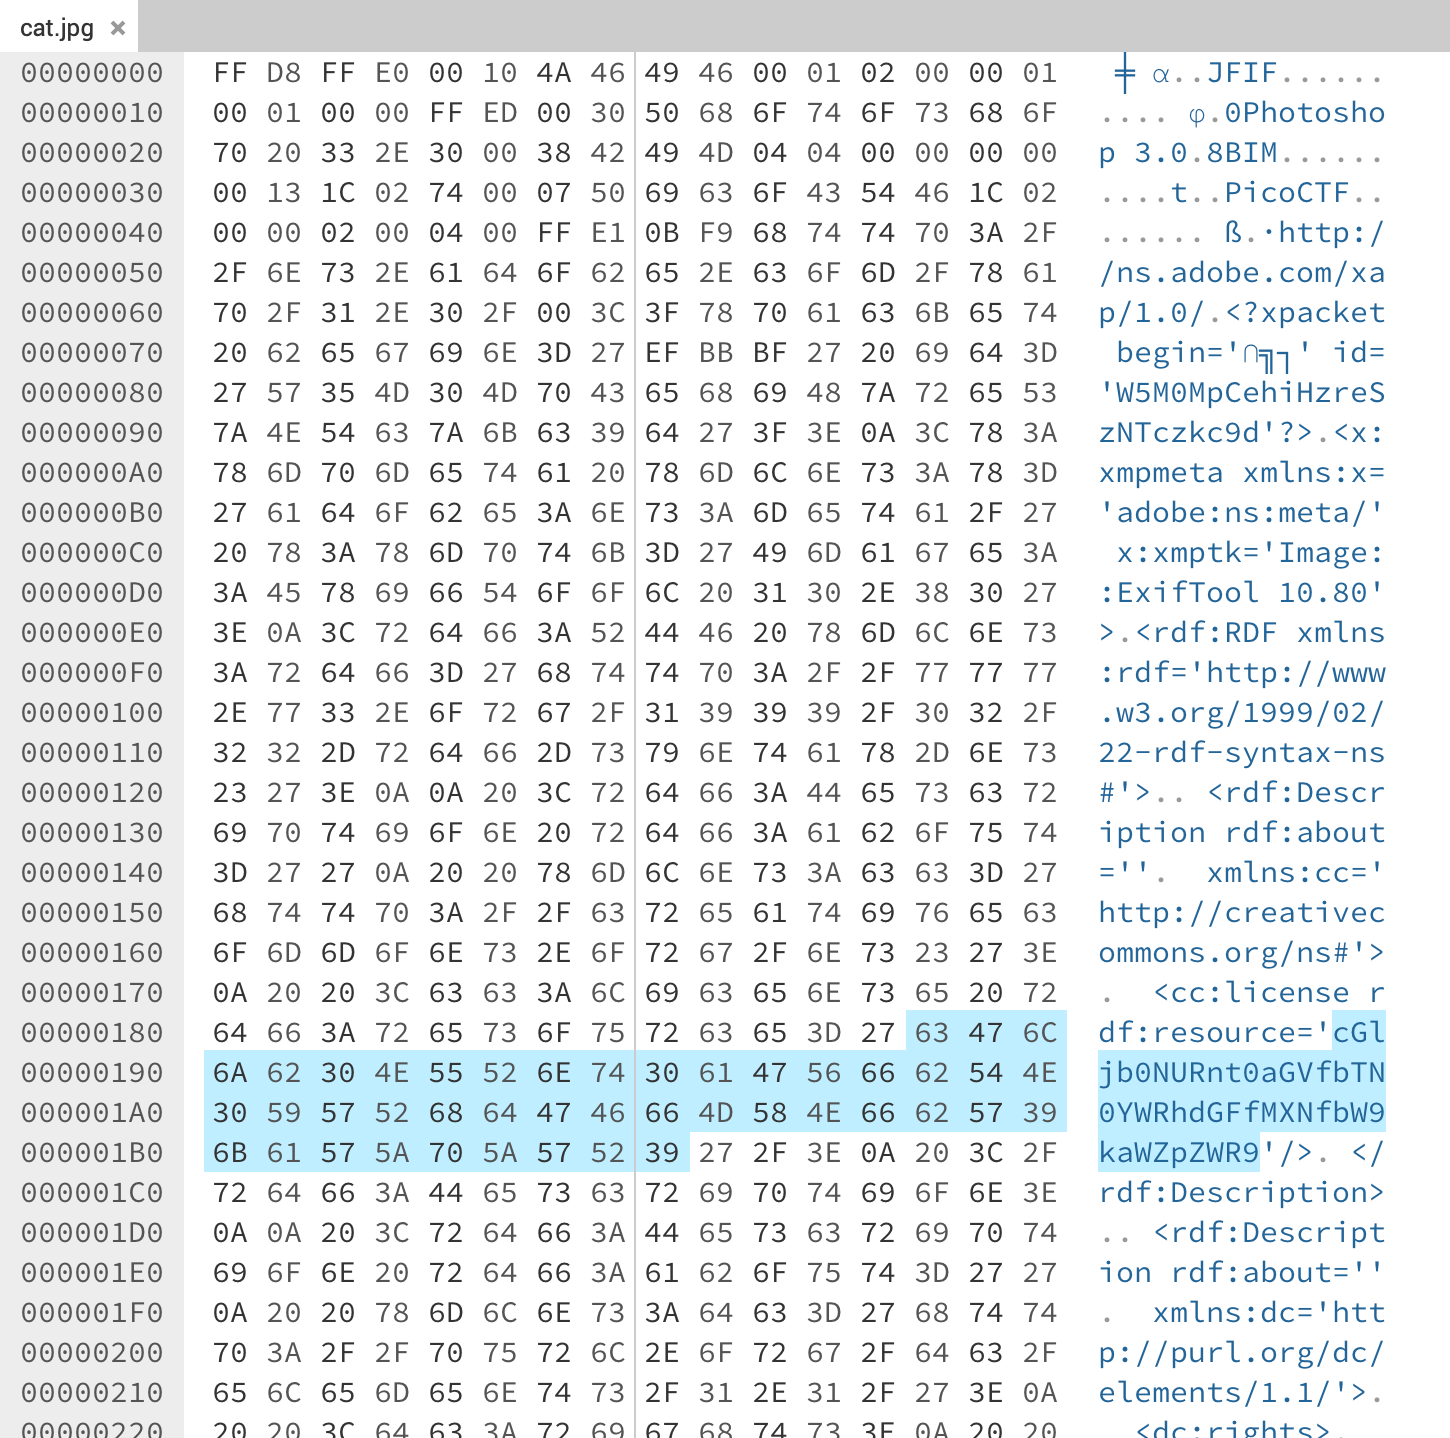 cat.jpg ×
00000000 FF D8 FF E0 00 10 4A 46 49 46 00 01 02 00 00 01 ╪ α..JFIF......
00000010 00 01 00 00 FF ED 00 30 50 68 6F 74 6F 73 68 6F .... φ.0Photosho
00000020 70 20 33 2E 30 00 38 42 49 4D 04 04 00 00 00 00 p 3.0.8BIM......
00000030 00 13 1C 02 74 00 07 50 69 63 6F 43 54 46 1C 02 ....t..PicoCTF..
00000040 00 00 02 00 04 00 FF E1 0B F9 68 74 74 70 3A 2F ...... ß.·http:/
00000050 2F 6E 73 2E 61 64 6F 62 65 2E 63 6F 6D 2F 78 61 /ns.adobe.com/xa
00000060 70 2F 31 2E 30 2F 00 3C 3F 78 70 61 63 6B 65 74 p/1.0/.<?xpacket
00000070 20 62 65 67 69 6E 3D 27 EF BB BF 27 20 69 64 3D begin='∩╗┐' id=
00000080 27 57 35 4D 30 4D 70 43 65 68 69 48 7A 72 65 53 'W5M0MpCehiHzreS
00000090 7A 4E 54 63 7A 6B 63 39 64 27 3F 3E 0A 3C 78 3A zNTczkc9d'?>.<x:
000000A0 78 6D 70 6D 65 74 61 20 78 6D 6C 6E 73 3A 78 3D xmpmeta xmlns:x=
000000B0 27 61 64 6F 62 65 3A 6E 73 3A 6D 65 74 61 2F 27 'adobe:ns:meta/'
000000C0 20 78 3A 78 6D 70 74 6B 3D 27 49 6D 61 67 65 3A x:xmptk='Image:
000000D0 3A 45 78 69 66 54 6F 6F 6C 20 31 30 2E 38 30 27 :ExifTool 10.80'
000000E0 3E 0A 3C 72 64 66 3A 52 44 46 20 78 6D 6C 6E 73 >.<rdf:RDF xmlns
000000F0 3A 72 64 66 3D 27 68 74 74 70 3A 2F 2F 77 77 77 :rdf='http://www
00000100 2E 77 33 2E 6F 72 67 2F 31 39 39 39 2F 30 32 2F .w3.org/1999/02/
00000110 32 32 2D 72 64 66 2D 73 79 6E 74 61 78 2D 6E 73 22-rdf-syntax-ns
00000120 23 27 3E 0A 0A 20 3C 72 64 66 3A 44 65 73 63 72 #'>.. <rdf:Descr
00000130 69 70 74 69 6F 6E 20 72 64 66 3A 61 62 6F 75 74 iption rdf:about
00000140 3D 27 27 0A 20 20 78 6D 6C 6E 73 3A 63 63 3D 27 =''.  xmlns:cc='
00000150 68 74 74 70 3A 2F 2F 63 72 65 61 74 69 76 65 63 http://creativec
00000160 6F 6D 6D 6F 6E 73 2E 6F 72 67 2F 6E 73 23 27 3E ommons.org/ns#'>
00000170 0A 20 20 3C 63 63 3A 6C 69 63 65 6E 73 65 20 72 .  <cc:license r
00000180 64 66 3A 72 65 73 6F 75 72 63 65 3D 27 63 47 6C df:resource='cGl
00000190 6A 62 30 4E 55 52 6E 74 30 61 47 56 66 62 54 4E jb0NURnt0aGVfbTN
000001A0 30 59 57 52 68 64 47 46 66 4D 58 4E 66 62 57 39 0YWRhdGFfMXNfbW9
000001B0 6B 61 57 5A 70 5A 57 52 39 27 2F 3E 0A 20 3C 2F kaWZpZWR9'/>. </
000001C0 72 64 66 3A 44 65 73 63 72 69 70 74 69 6F 6E 3E rdf:Description>
000001D0 0A 0A 20 3C 72 64 66 3A 44 65 73 63 72 69 70 74 .. <rdf:Descript
000001E0 69 6F 6E 20 72 64 66 3A 61 62 6F 75 74 3D 27 27 ion rdf:about=''
000001F0 0A 20 20 78 6D 6C 6E 73 3A 64 63 3D 27 68 74 74 .  xmlns:dc='htt
00000200 70 3A 2F 2F 70 75 72 6C 2E 6F 72 67 2F 64 63 2F p://purl.org/dc/
00000210 65 6C 65 6D 65 6E 74 73 2F 31 2E 31 2F 27 3E 0A elements/1.1/'>.
00000220 20 20 3C 64 63 3A 72 69 67 68 74 73 3E 0A 20 20 <dc:rights>.